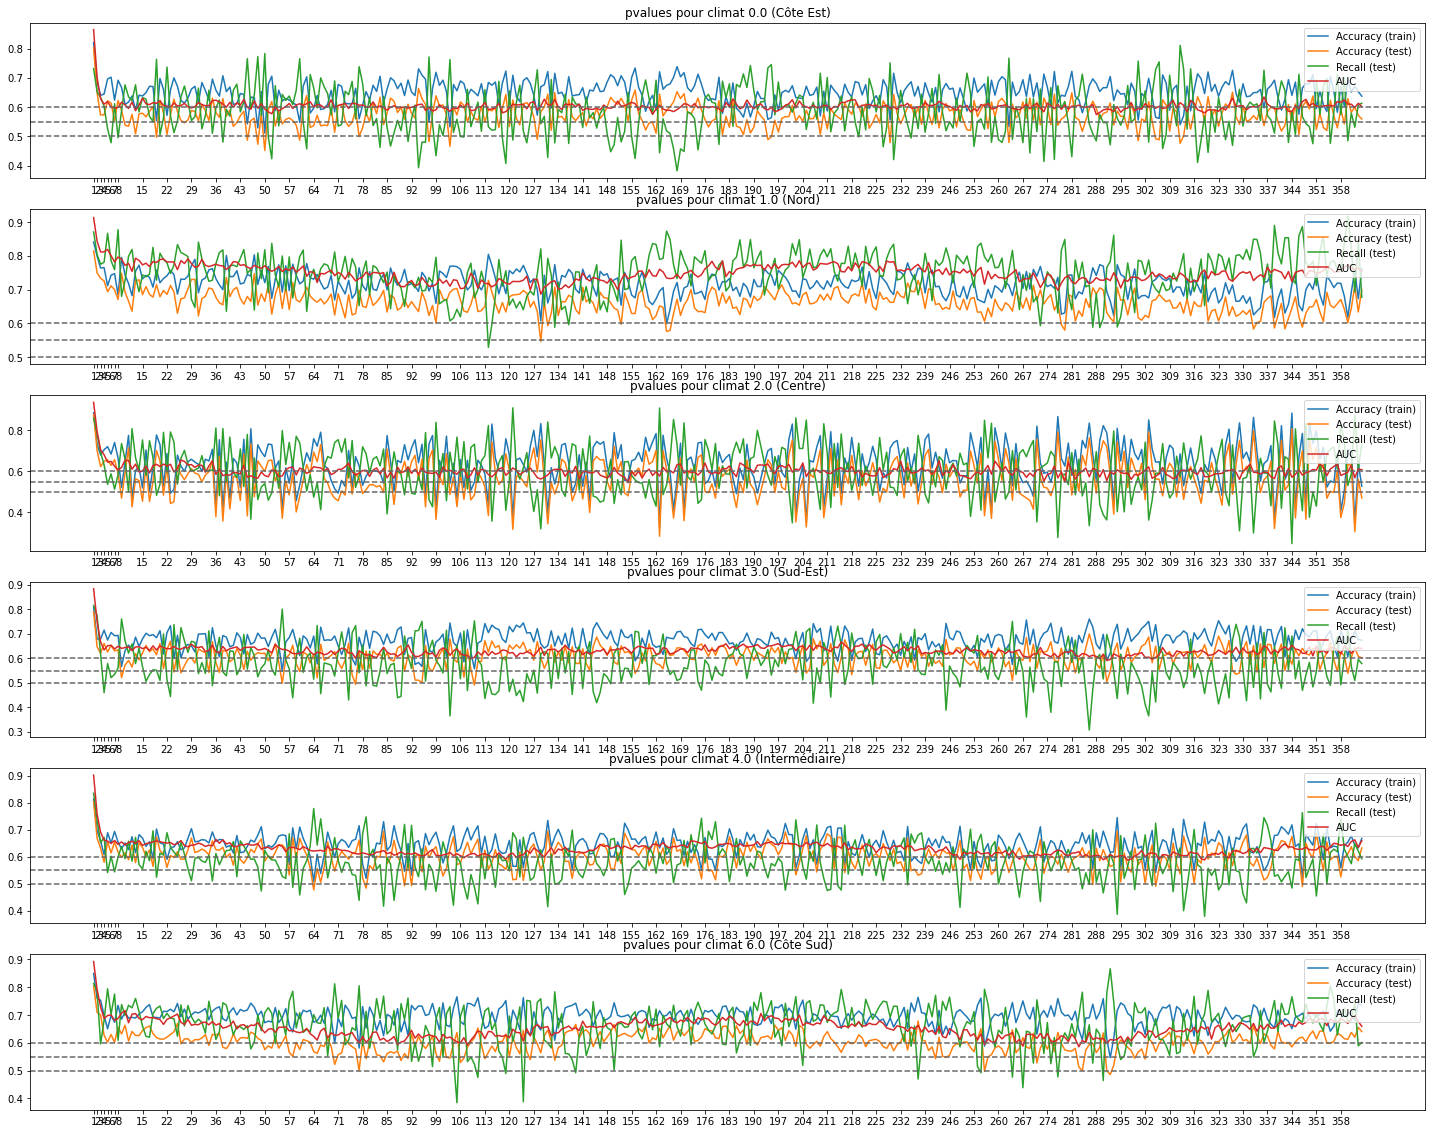 pvalues pour climat 0.0 (Côte Est)
0.8
0.7
0.6
0.5
0.4
Accuracy (train)
Accuracy (test)
Recall (test)
AUC
12345678 15 22 29 36 43 50 57 64 71 78 85 92 99 106 113 120 127 134 141 148 155 162 169 176 183 190 197 204 211 218 225 232 239 246 253 260 267 274 281 288 295 302 309 316 323 330 337 344 351 358
pvalues pour climat 1.0 (Nord)
0.9
0.8
0.7
0.6
0.5
Accuracy (train)
Accuracy (test)
Recall (test)
AUC
12345678 15 22 29 36 43 50 57 64 71 78 85 92 99 106 113 120 127 134 141 148 155 162 169 176 183 190 197 204 211 218 225 232 239 246 253 260 267 274 281 288 295 302 309 316 323 330 337 344 351 358
pvalues pour climat 2.0 (Centre)
0.8
0.6
0.4
Accuracy (train)
Accuracy (test)
Recall (test)
AUC
12345678 15 22 29 36 43 50 57 64 71 78 85 92 99 106 113 120 127 134 141 148 155 162 169 176 183 190 197 204 211 218 225 232 239 246 253 260 267 274 281 288 295 302 309 316 323 330 337 344 351 358
pvalues pour climat 3.0 (Sud-Est)
0.9
0.8
0.7
0.6
0.5
0.4
0.3
Accuracy (train)
Accuracy (test)
Recall (test)
AUC
12345678 15 22 29 36 43 50 57 64 71 78 85 92 99 106 113 120 127 134 141 148 155 162 169 176 183 190 197 204 211 218 225 232 239 246 253 260 267 274 281 288 295 302 309 316 323 330 337 344 351 358
pvalues pour climat 4.0 (Intermédiaire)
0.9
0.8
0.7
0.6
0.5
0.4
Accuracy (train)
Accuracy (test)
Recall (test)
AUC
12345678 15 22 29 36 43 50 57 64 71 78 85 92 99 106 113 120 127 134 141 148 155 162 169 176 183 190 197 204 211 218 225 232 239 246 253 260 267 274 281 288 295 302 309 316 323 330 337 344 351 358
pvalues pour climat 6.0 (Côte Sud)
0.9
0.8
0.7
0.6
0.5
0.4
Accuracy (train)
Accuracy (test)
Recall (test)
AUC
12345678 15 22 29 36 43 50 57 64 71 78 85 92 99 106 113 120 127 134 141 148 155 162 169 176 183 190 197 204 211 218 225 232 239 246 253 260 267 274 281 288 295 302 309 316 323 330 337 344 351 358